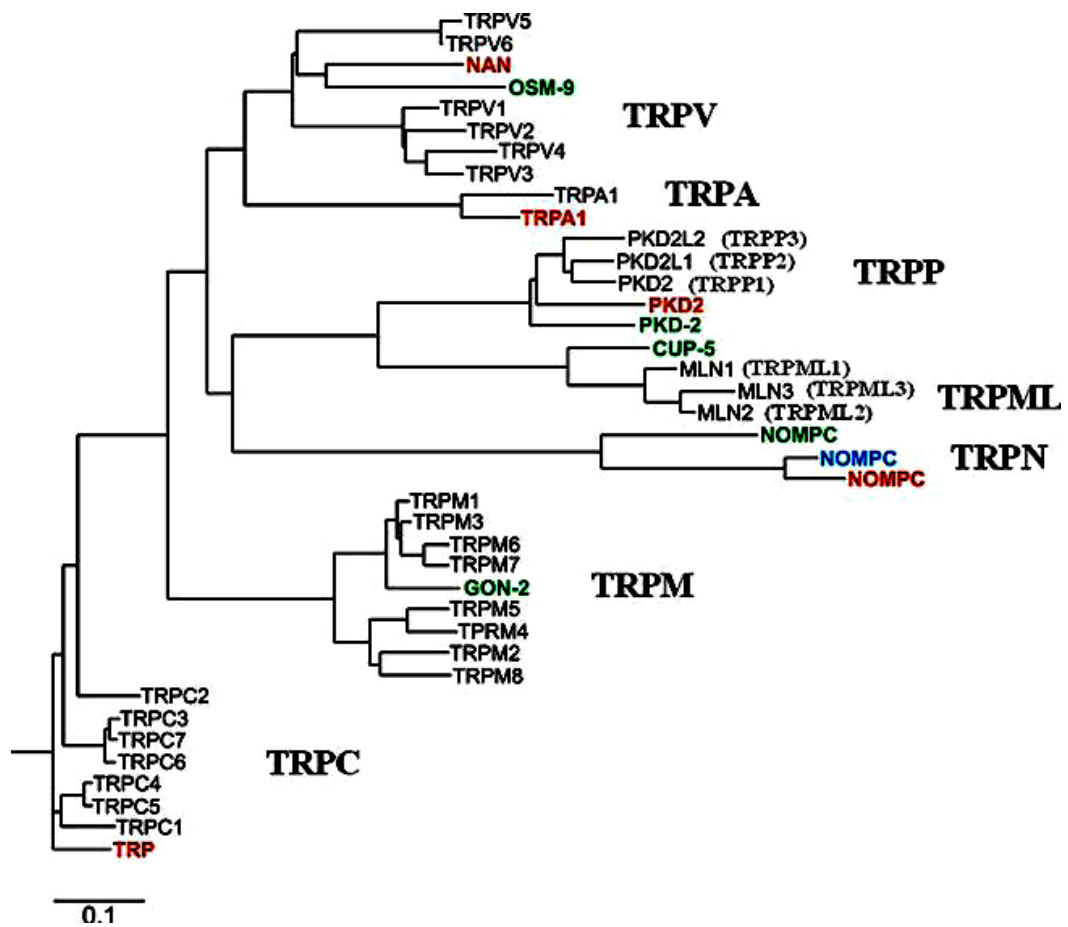 TRPV5
TRPV6
NAN
OSM-9
TRPV1
TRPV
TRPV2
TRPV4
TRPV3
TRPA1
TRPA
TRPA1
PKD2L2 (TRPP3)
PKD2L1 (TRPP2)
TRPP
PKD2 (TRPP1)
PKD2
PKD-2
CUP-5
MLN1 (TRPML1)
MLN3 (TRPML3)
TRPML
MLN2 (TRPML2)
NOMPC
NOMPC
TRPN
NOMPC
TRPM1
TRPM3
TRPM6
TRPM7
TRPM
GON-2
TRPM5
TPRM4
TRPM2
TRPM8
TRPC2
TRPC3
TRPC7
TRPC6
TRPC
TRPC4
TRPC5
TRPC1
TRP
0.1